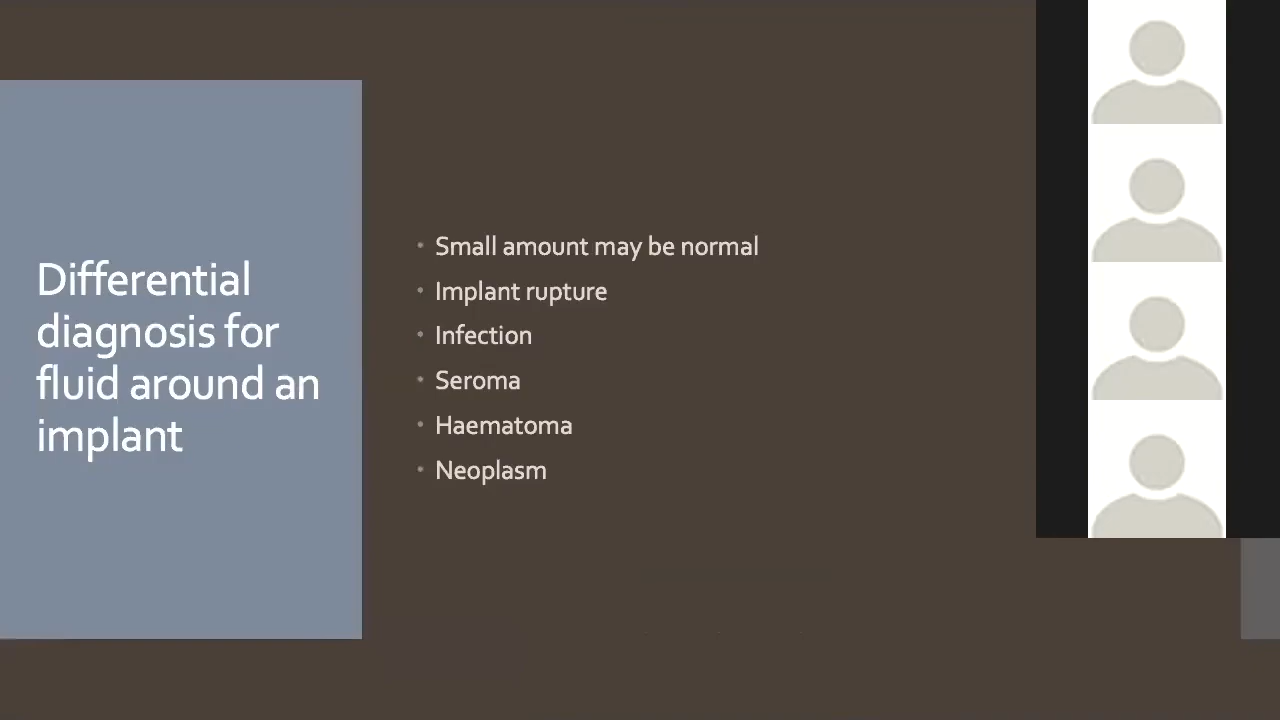 Differential
diagnosis for
fluid around an
implant
• Small amount may be normal
• Implant rupture
• Infection
• Seroma
• Haematoma
• Neoplasm